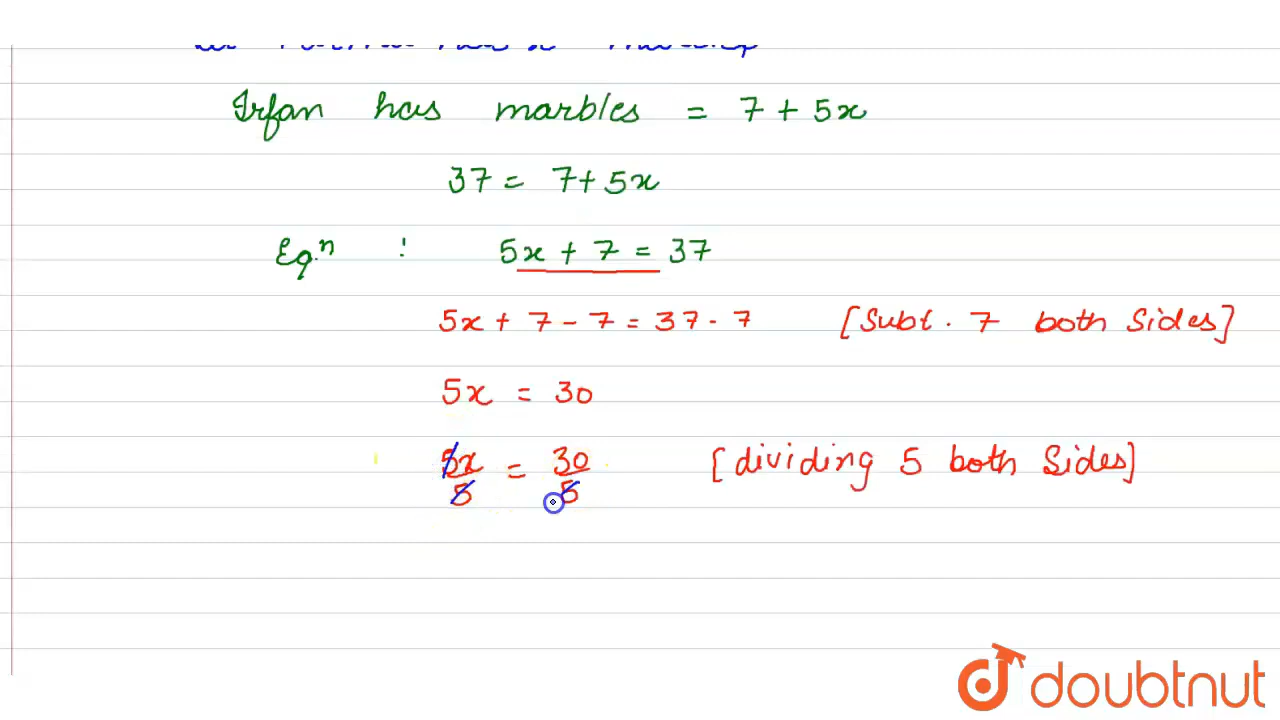 Irfan has marbles = 7 + 5x
37 = 7 + 5x
Eq.n : 5x + 7 = 37
5x + 7 - 7 = 37 - 7 [Subt. 7 both Sides]
5x = 30
5x/5 = 30/5 [dividing 5 both Sides]
doubtnut